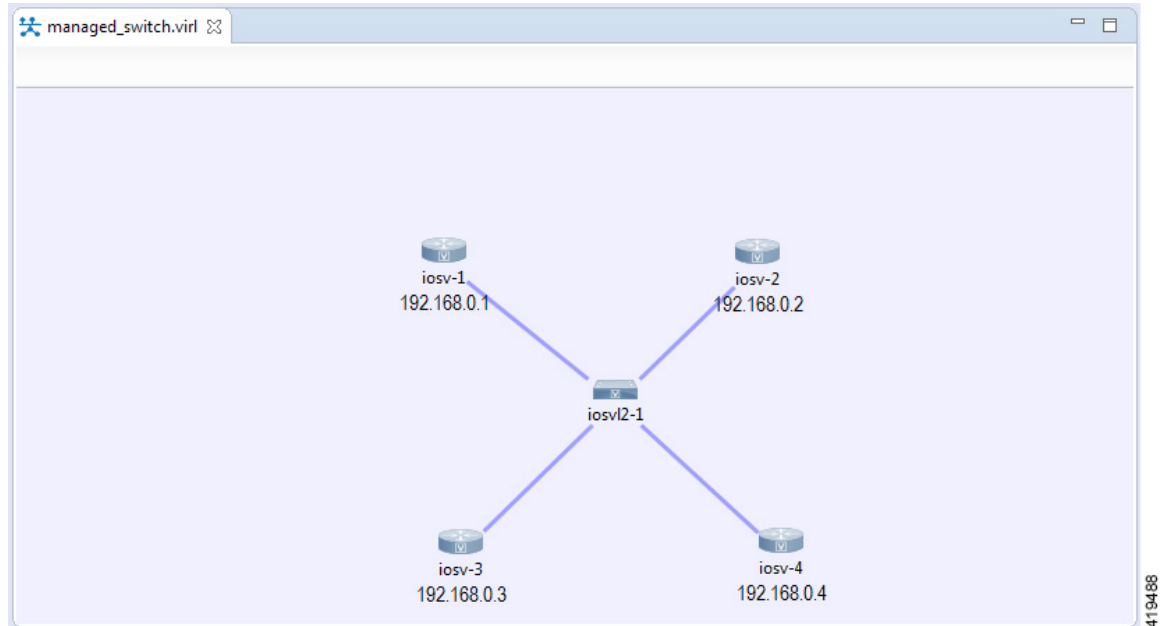 managed_switch.virl
iosv-1
192.168.0.1
iosv-2
192.168.0.2
iosvl2-1
iosv-3
192.168.0.3
iosv-4
192.168.0.4
419488